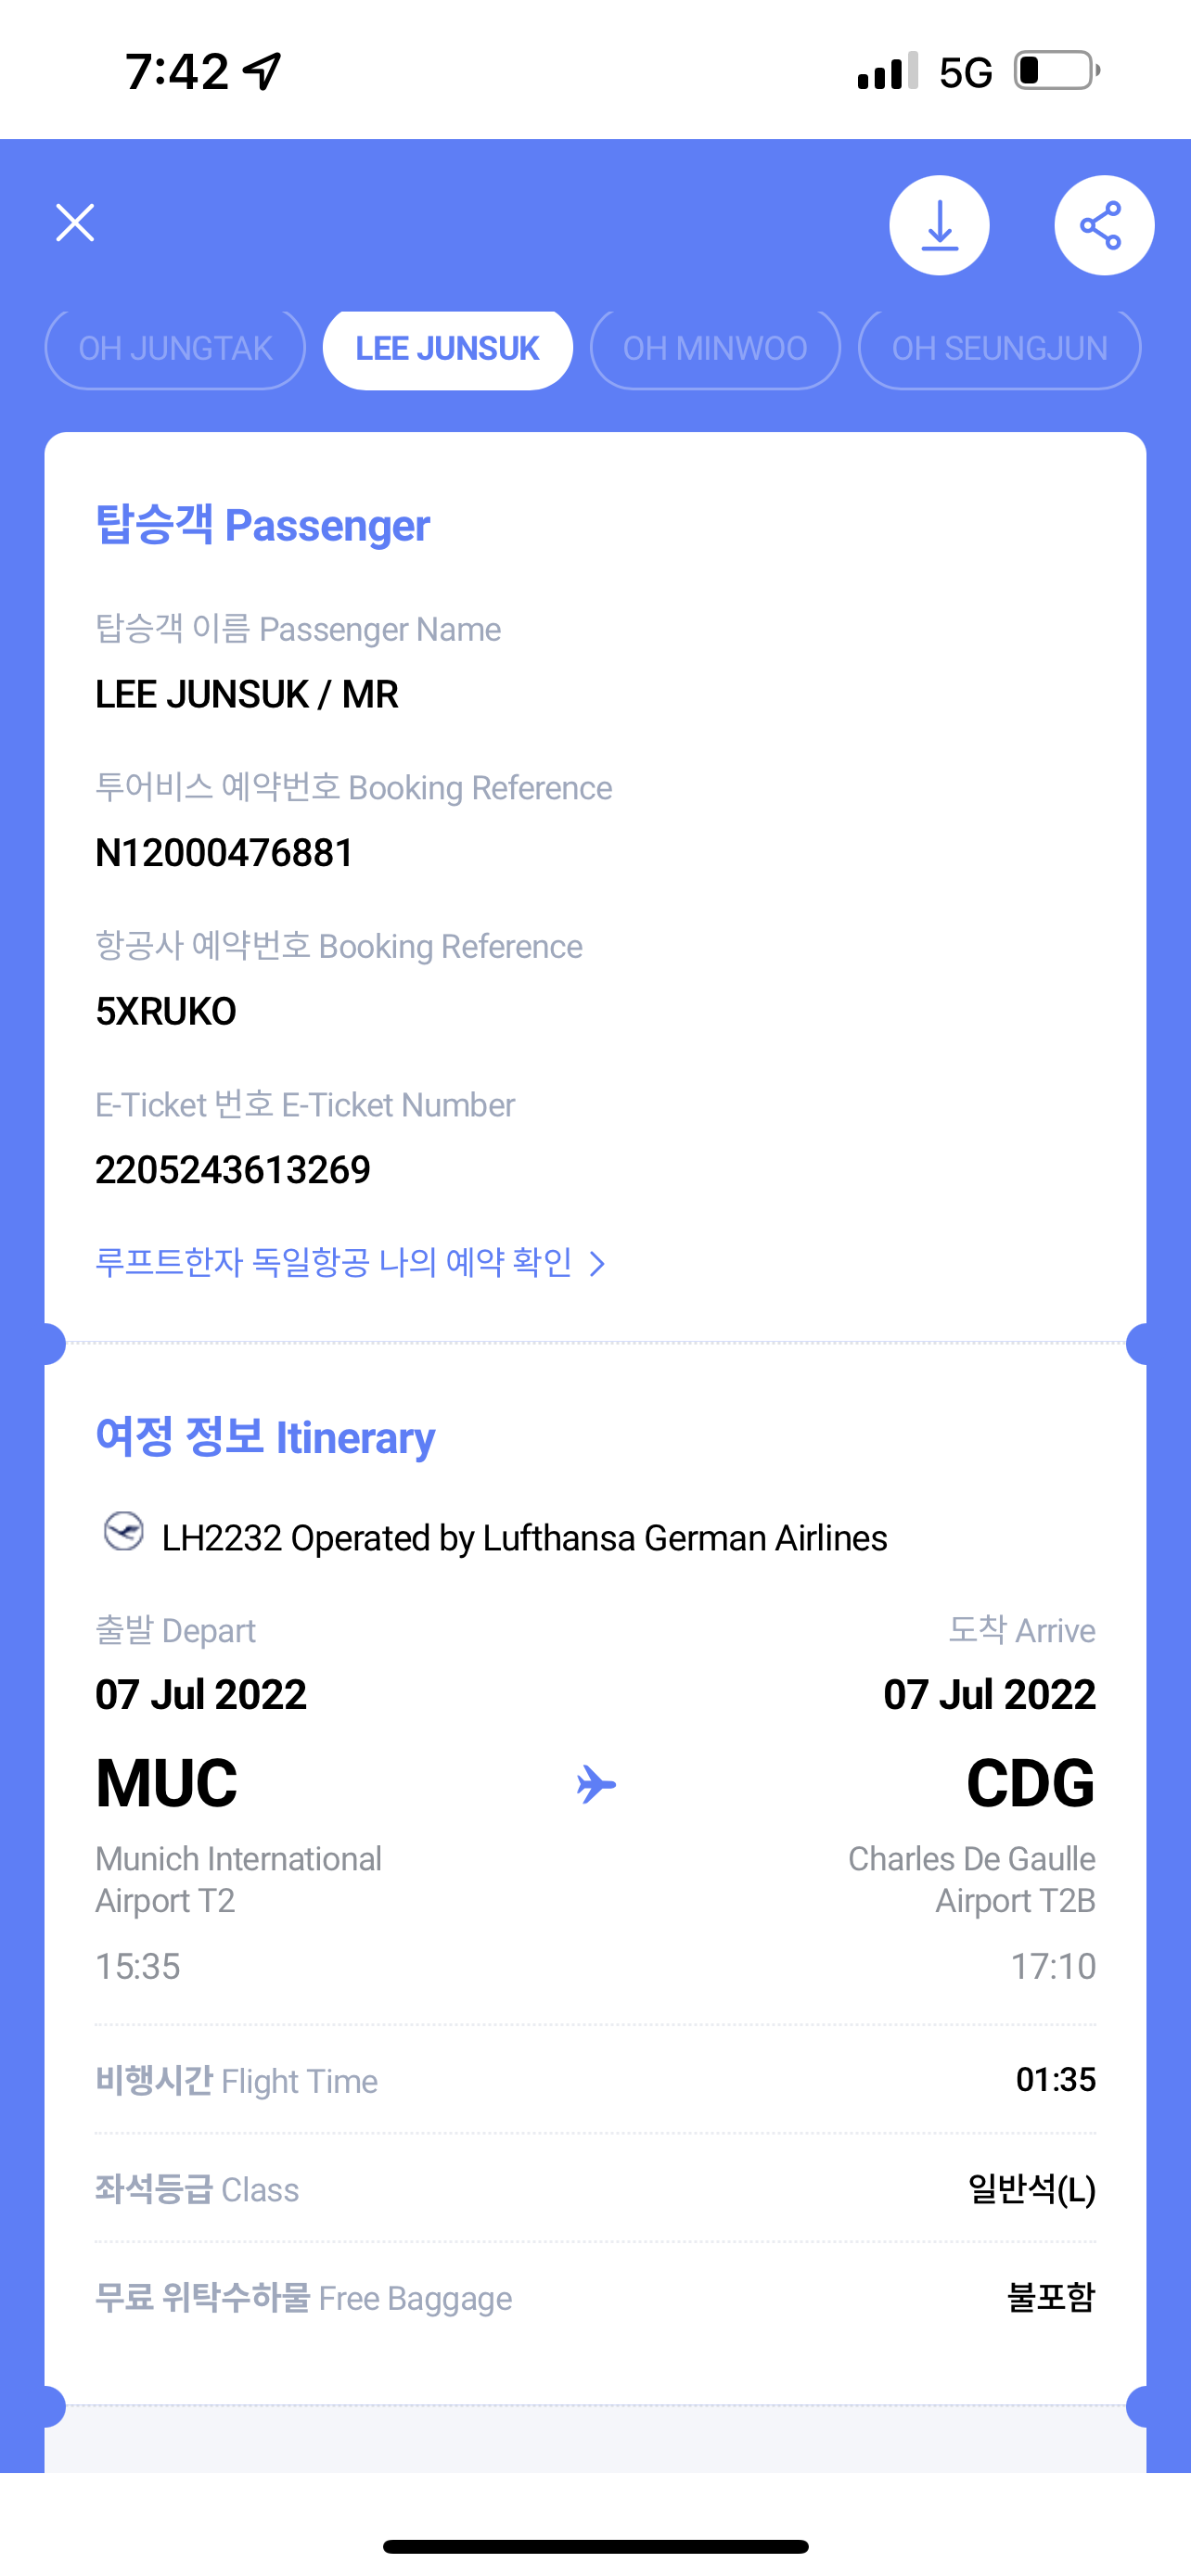 7:42
5G
OH JUNGTAK
LEE JUNSUK
OH MINWOO
OH SEUNGJUN
탑승객 Passenger
탑승객 이름 Passenger Name
LEE JUNSUK / MR
투어비스 예약번호 Booking Reference
N12000476881
항공사 예약번호 Booking Reference
5XRUKO
E-Ticket 번호 E-Ticket Number
2205243613269
루프트한자 독일항공 나의 예약 확인
여정 정보 Itinerary
LH2232 Operated by Lufthansa German Airlines
출발 Depart
도착 Arrive
07 Jul 2022
07 Jul 2022
MUC
CDG
Munich International
Airport T2
Charles De Gaulle
Airport T2B
15:35
17:10
비행시간 Flight Time
01:35
좌석등급 Class
일반석(L)
무료 위탁수하물 Free Baggage
불포함